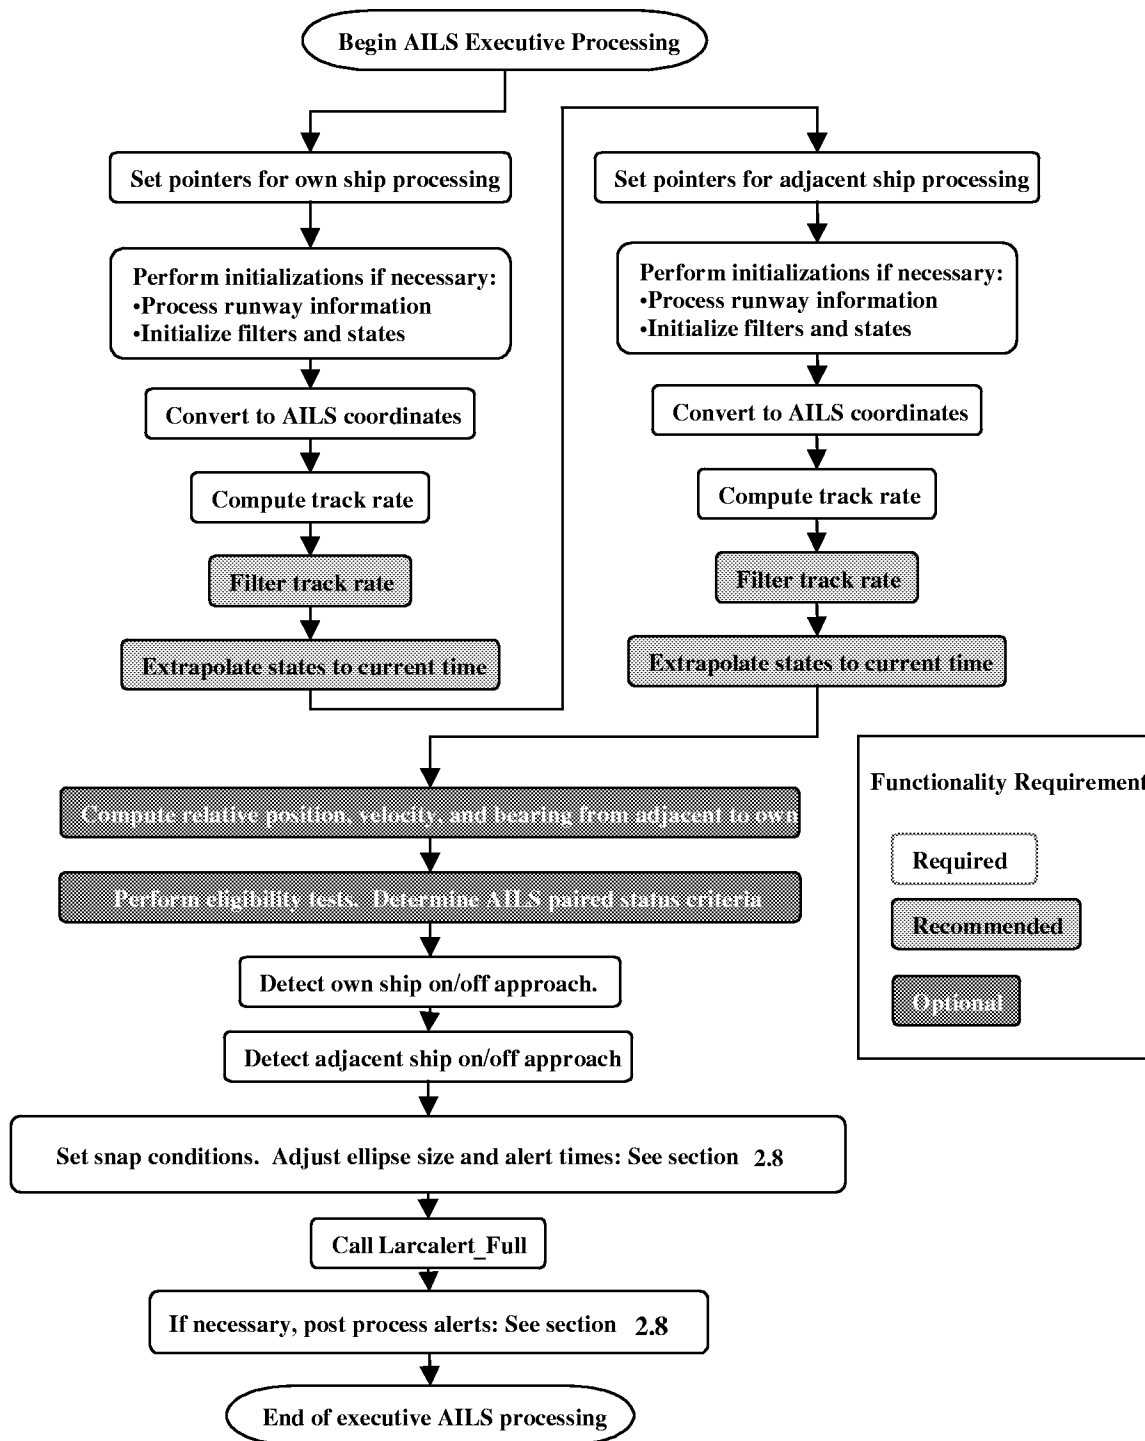 Begin AILS Executive Processing
Set pointers for own ship processing
Perform initializations if necessary:
•Process runway information
•Initialize filters and states
Convert to AILS coordinates
Compute track rate
Filter track rate
Extrapolate states to current time
Set pointers for adjacent ship processing
Perform initializations if necessary:
•Process runway information
•Initialize filters and states
Convert to AILS coordinates
Compute track rate
Filter track rate
Extrapolate states to current time
Compute relative position, velocity, and bearing from adjacent to own
Perform eligibility tests.  Determine AILS paired status criteria
Detect own ship on/off approach.
Detect adjacent ship on/off approach
Set snap conditions.  Adjust ellipse size and alert times: See section 2.8
Call Larcalert_Full
If necessary, post process alerts: See section 2.8
End of executive AILS processing
Functionality Requirement
Required
Recommended
Optional